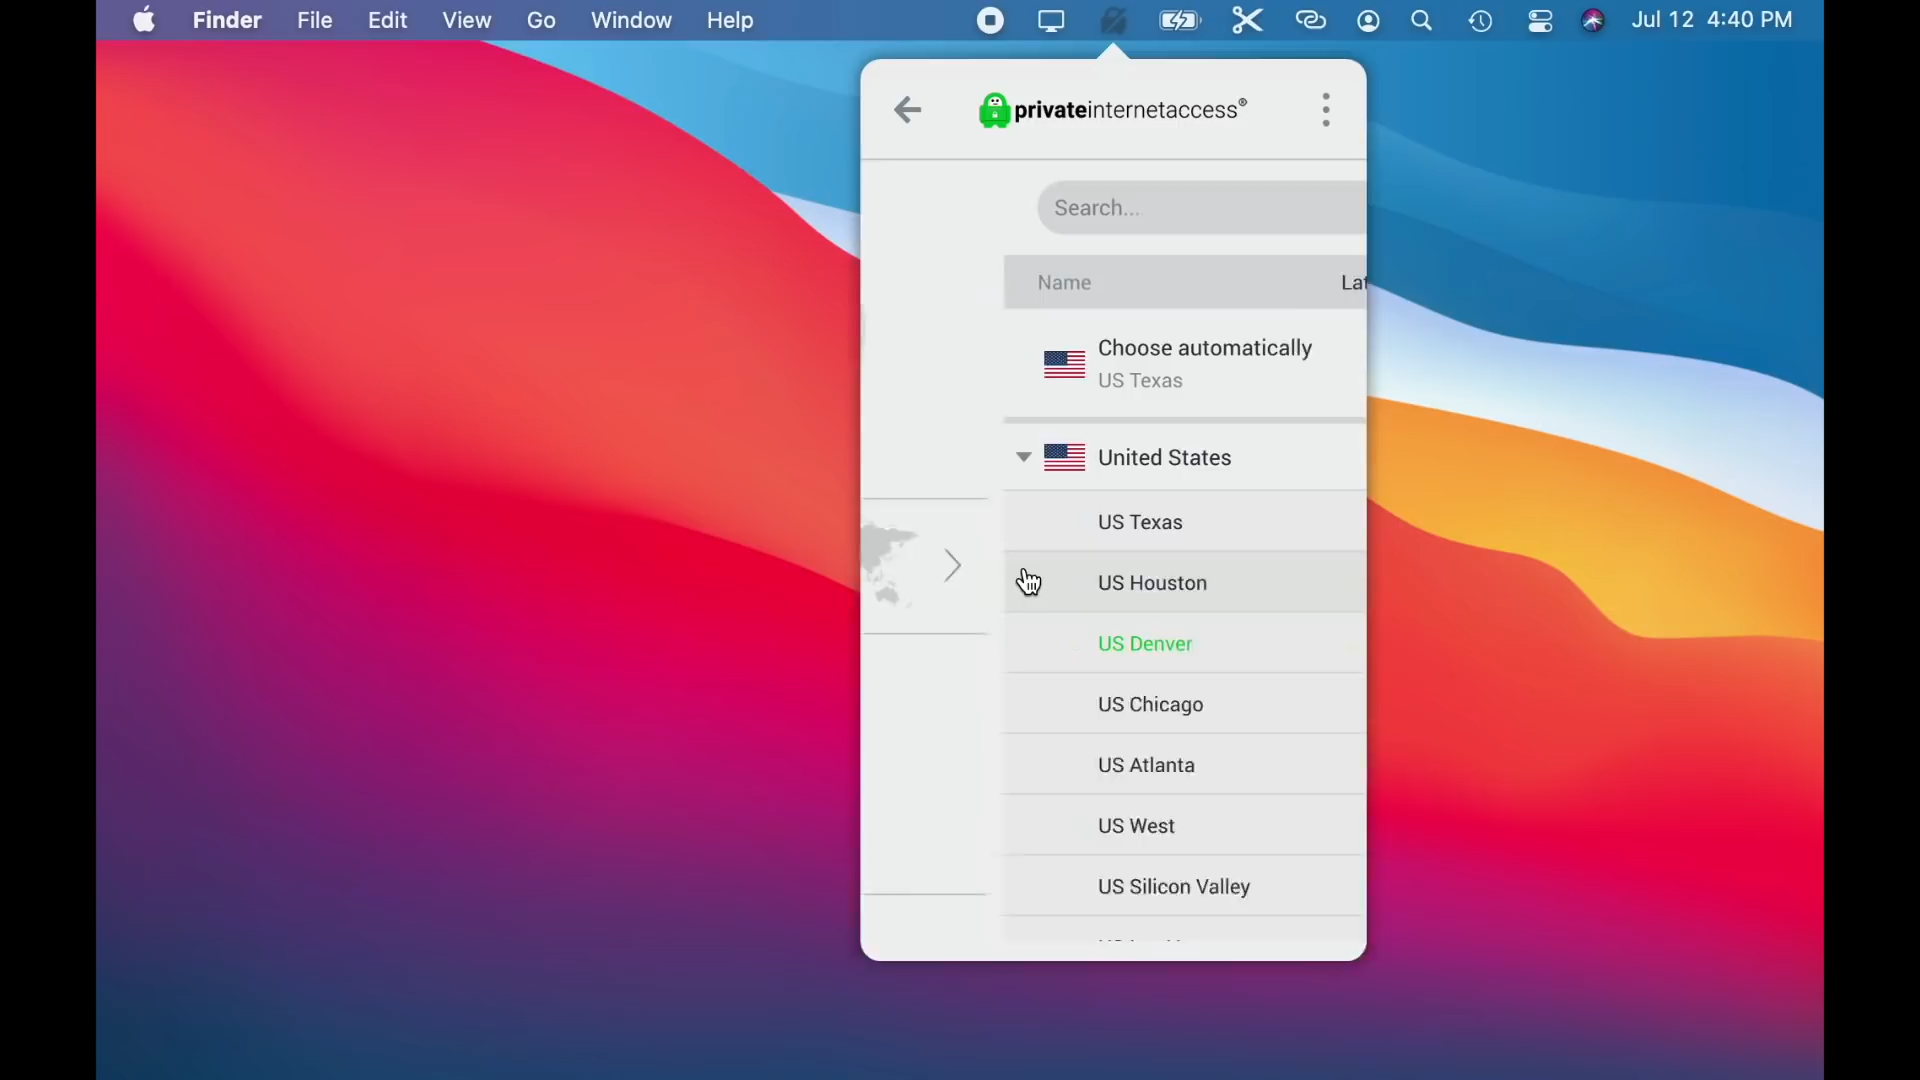 Finder File Edit View Go Window Help Jul 12 4:40 PM
privateinternetaccess®
Search...
Name Lat
Choose automatically
US Texas
United States
US Texas
US Houston
US Denver
US Chicago
US Atlanta
US West
US Silicon Valley